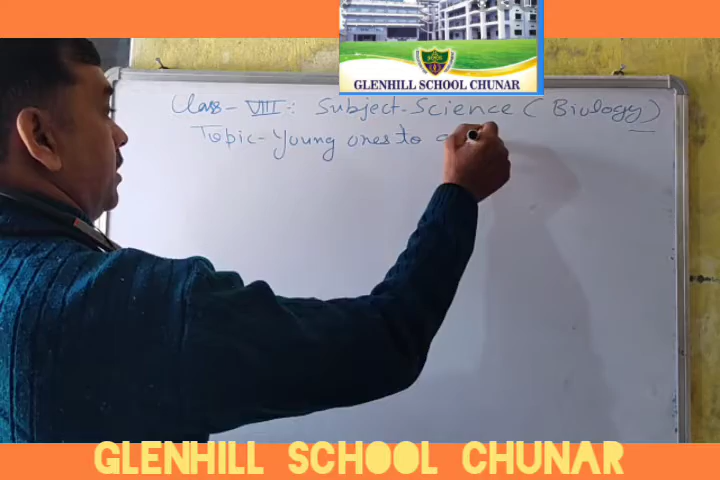 GLENHILL SCHOOL CHUNAR
Class - VIII : Subject - Science ( Biology )
Topic - Young ones to
GLENHILL SCHOOL CHUNAR